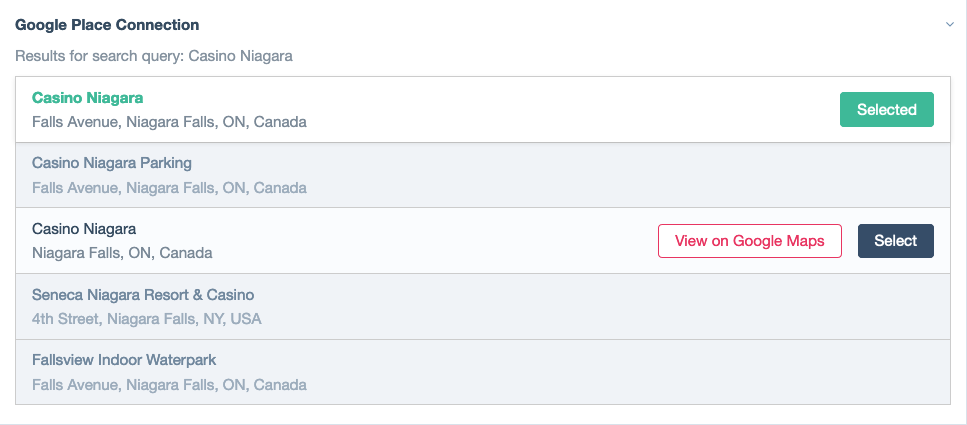 Google Place Connection
Results for search query: Casino Niagara
Casino Niagara
Falls Avenue, Niagara Falls, ON, Canada
Selected
Casino Niagara Parking
Falls Avenue, Niagara Falls, ON, Canada
Casino Niagara
Niagara Falls, ON, Canada
View on Google Maps
Select
Seneca Niagara Resort & Casino
4th Street, Niagara Falls, NY, USA
Fallsview Indoor Waterpark
Falls Avenue, Niagara Falls, ON, Canada